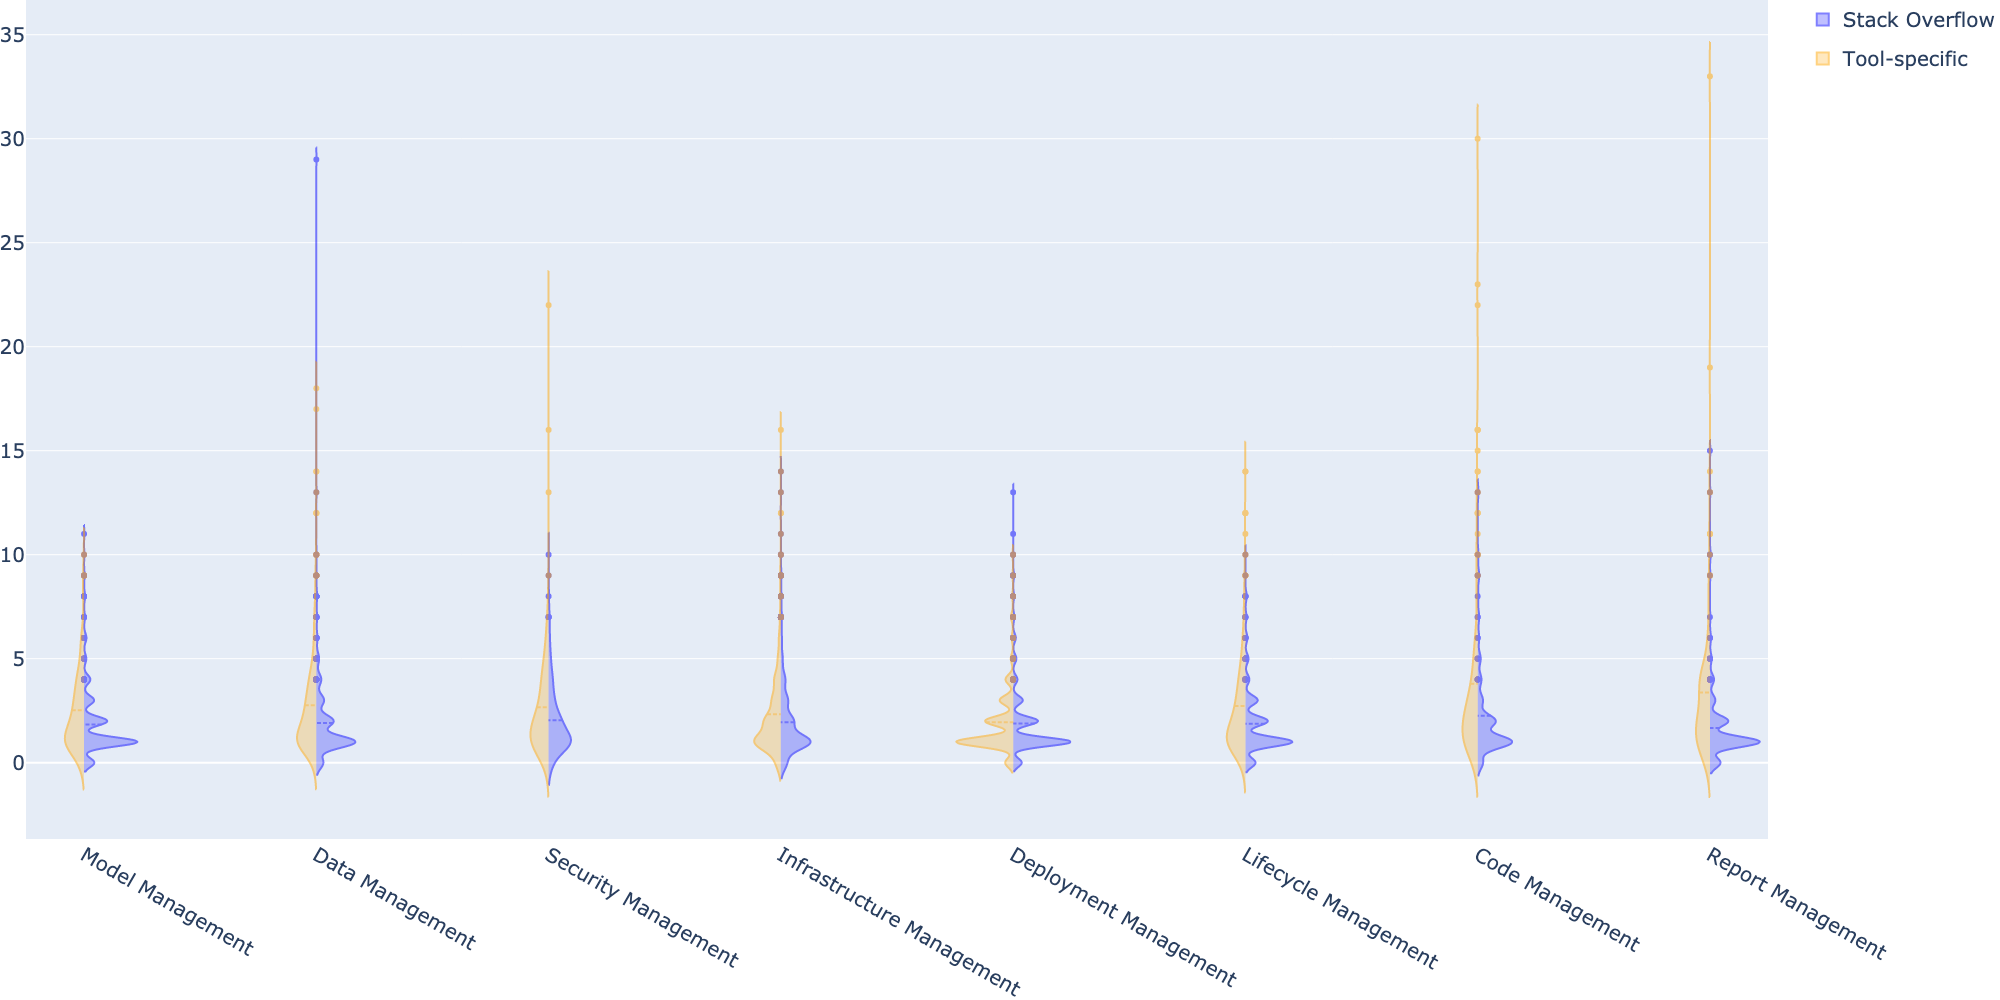 Stack Overflow
Tool-specific
35
30
25
20
15
10
5
0
Model Management
Data Management
Security Management
Infrastructure Management
Deployment Management
Lifecycle Management
Code Management
Report Management